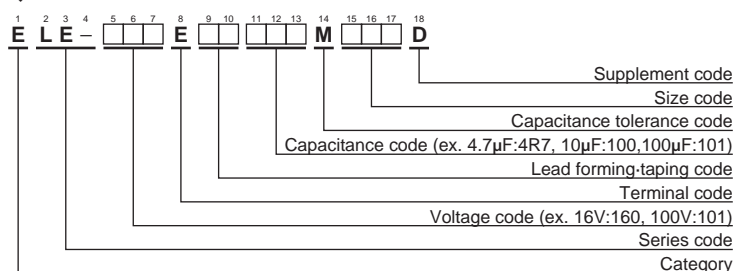 1 2 3 4 5 6 7 8 9 10 11 12 13 14 15 16 17 18
E L E – □□□ E □□ □□□ M □□□ D
Supplement code
Size code
Capacitance tolerance code
Capacitance code (ex. 4.7µF:4R7, 10µF:100,100µF:101)
Lead forming·taping code
Terminal code
Voltage code (ex. 16V:160, 100V:101)
Series code
Category